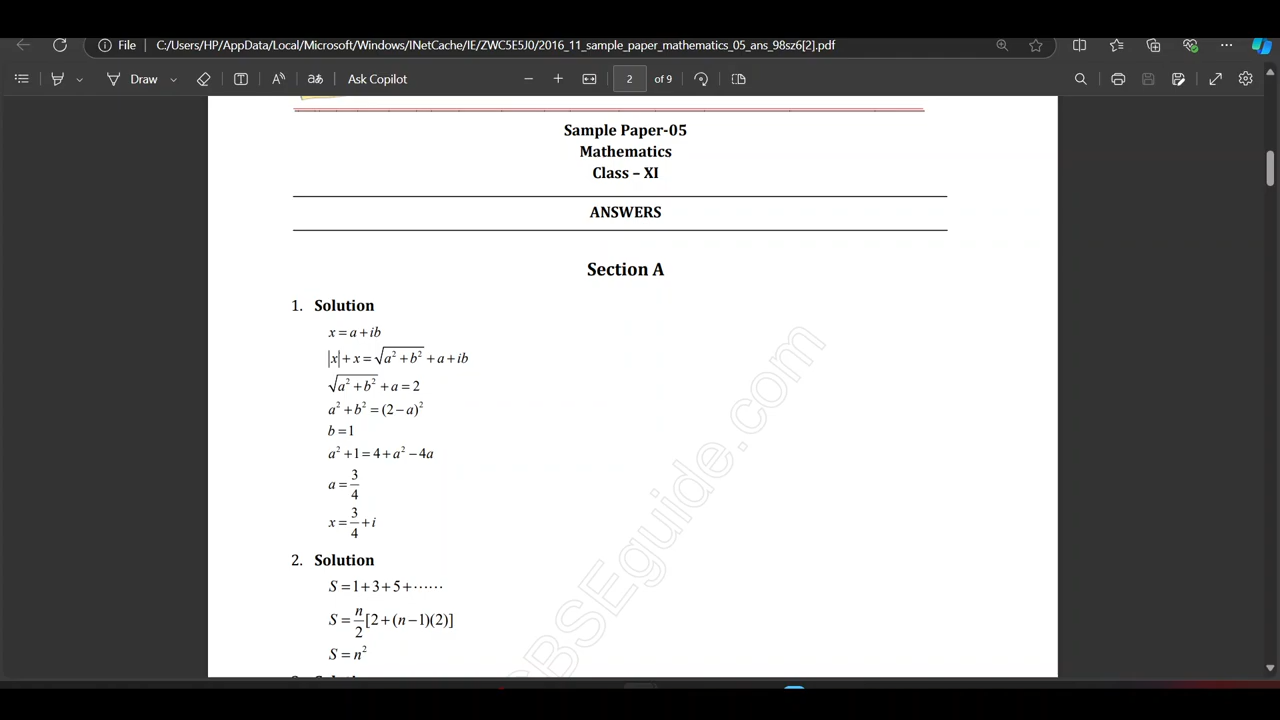 File C:/Users/HP/AppData/Local/Microsoft/Windows/INetCache/IE/ZWC5E5J0/2016_11_sample_paper_mathematics_05_ans_98sz6[2].pdf
Draw T A aあ Ask Copilot − + 2 of 9
Sample Paper-05
Mathematics
Class – XI
ANSWERS
Section A
1. Solution
x = a + ib
|x| + x = √(a² + b²) + a + ib
√(a² + b²) + a = 2
a² + b² = (2 − a)²
b = 1
a² + 1 = 4 + a² − 4a
a = 3/4
x = 3/4 + i
2. Solution
S = 1 + 3 + 5 + ······
S = n/2 [2 + (n − 1)(2)]
S = n²
CBSEguide.com